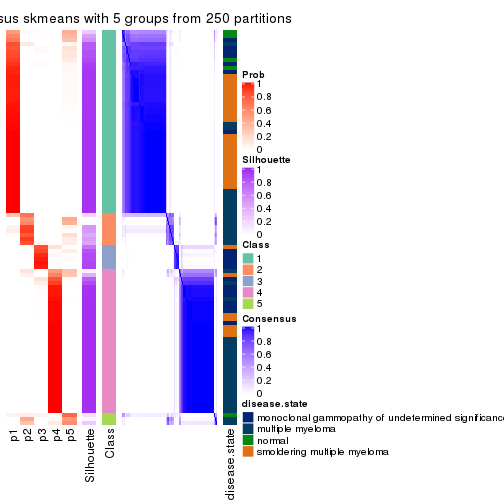 sus skmeans with 5 groups from 250 partitions
Prob
1
0.8
0.6
0.4
0.2
0
Silhouette
1
0.8
0.6
0.4
0.2
0
Class
1
2
3
4
5
Consensus
1
0.8
0.6
0.4
0.2
0
disease.state
monoclonal gammopathy of undetermined significance
multiple myeloma
normal
smoldering multiple myeloma
p1
p2
p3
p4
p5
Silhouette
Class
disease.state